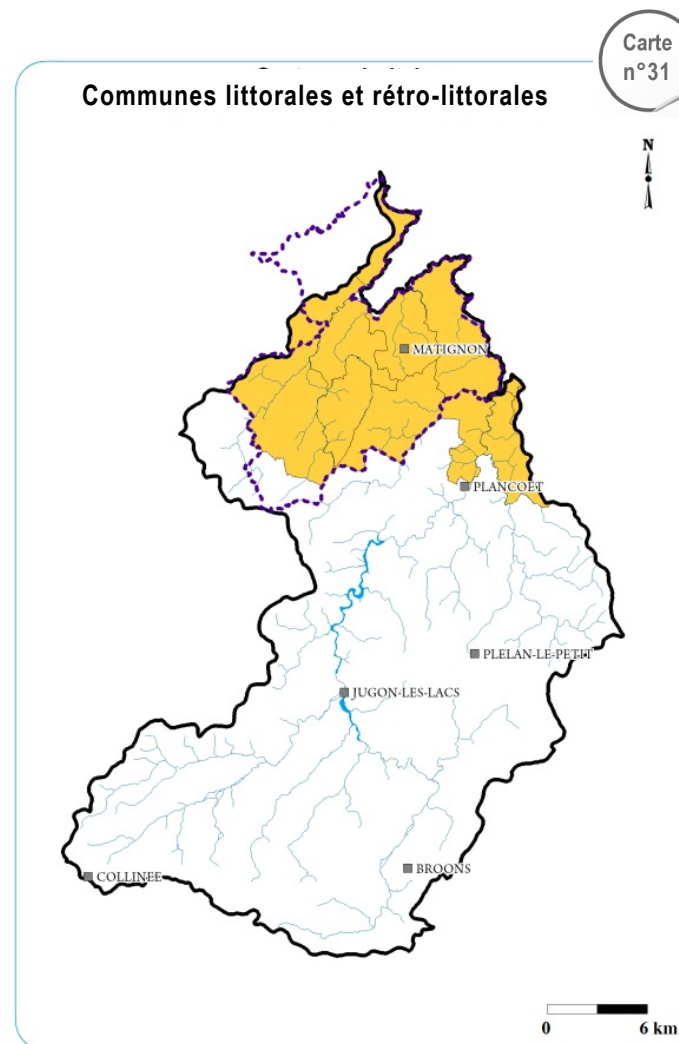 Carte
n°31
Communes littorales et rétro-littorales
N
MATIGNON
PLANCOËT
PLELAN-LE-PETIT
JUGON-LES-LACS
BROONS
COLLINEE
0 6 km